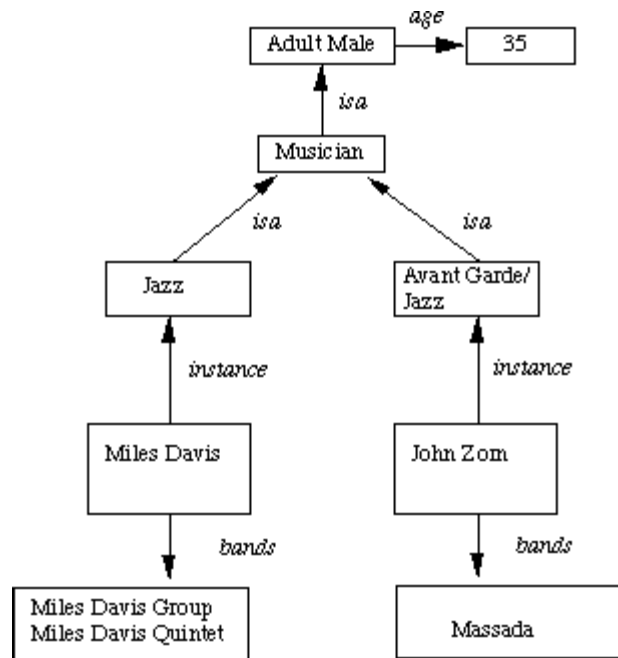 age
Adult Male
35
isa
Musician
isa
isa
Jazz
Avant Garde/
Jazz
instance
instance
Miles Davis
John Zorn
bands
bands
Miles Davis Group
Miles Davis Quintet
Massada